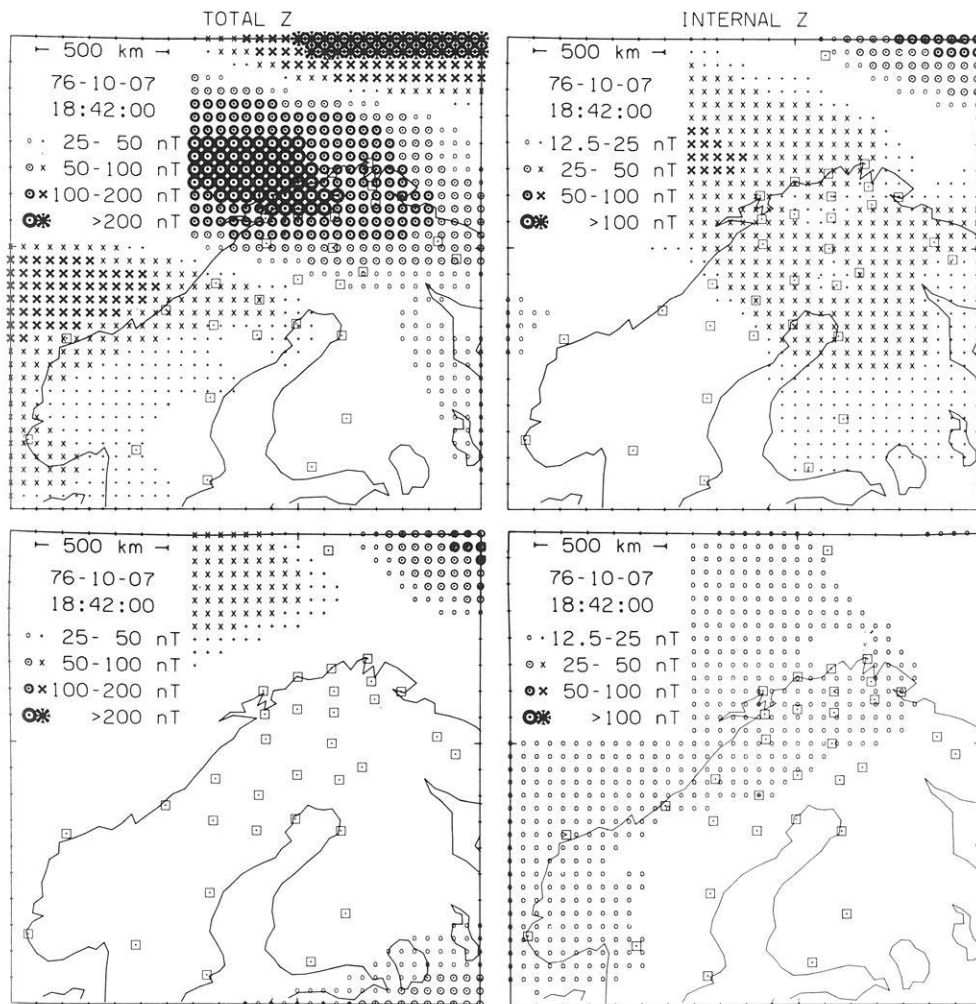 TOTAL Z
INTERNAL Z
500 km
76-10-07
18:42:00
25- 50 nT
50-100 nT
100-200 nT
>200 nT
500 km
76-10-07
18:42:00
12.5-25 nT
25- 50 nT
50-100 nT
>100 nT
500 km
76-10-07
18:42:00
25- 50 nT
50-100 nT
100-200 nT
>200 nT
500 km
76-10-07
18:42:00
12.5-25 nT
25- 50 nT
50-100 nT
>100 nT